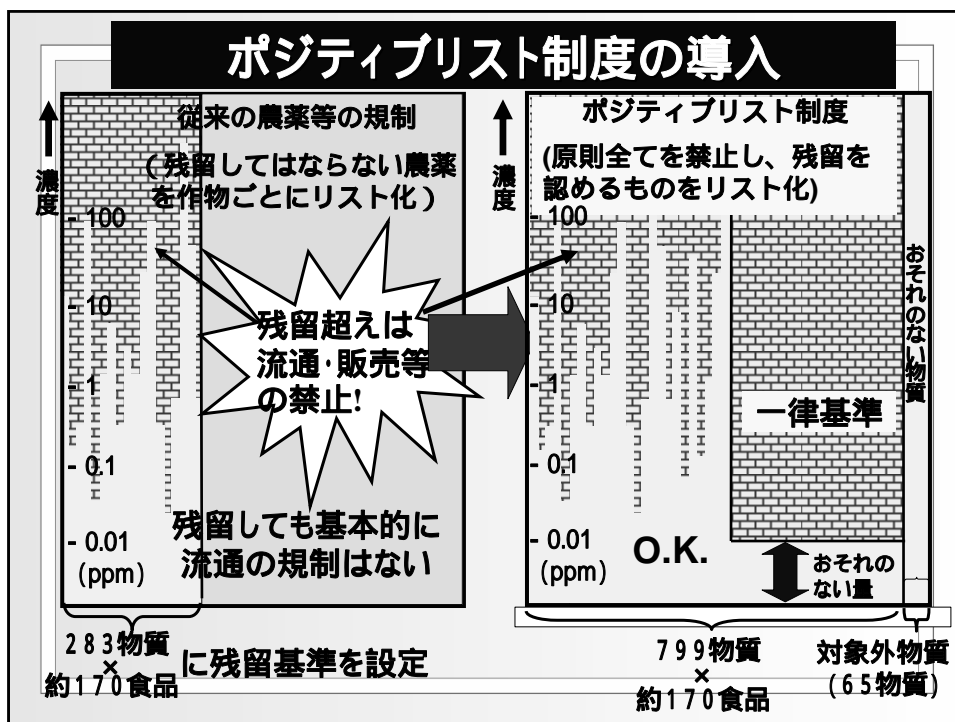 ポジティブリスト制度の導入
濃度
従来の農薬等の規制
(残留してはならない農薬
を作物ごとにリスト化)
- 100
- 10
- 1
- 0.1
- 0.01
(ppm)
残留超えは
流通・販売等
の禁止!
残留しても基本的に
流通の規制はない
283物質
×
約170食品
に残留基準を設定
濃度
ポジティブリスト制度
(原則全てを禁止し、残留を
認めるものをリスト化)
- 100
- 10
- 1
- 0.1
- 0.01
(ppm)
一律基準
O.K.
おそれの
ない量
おそれのない物質
799物質
×
約170食品
対象外物質
(65物質)